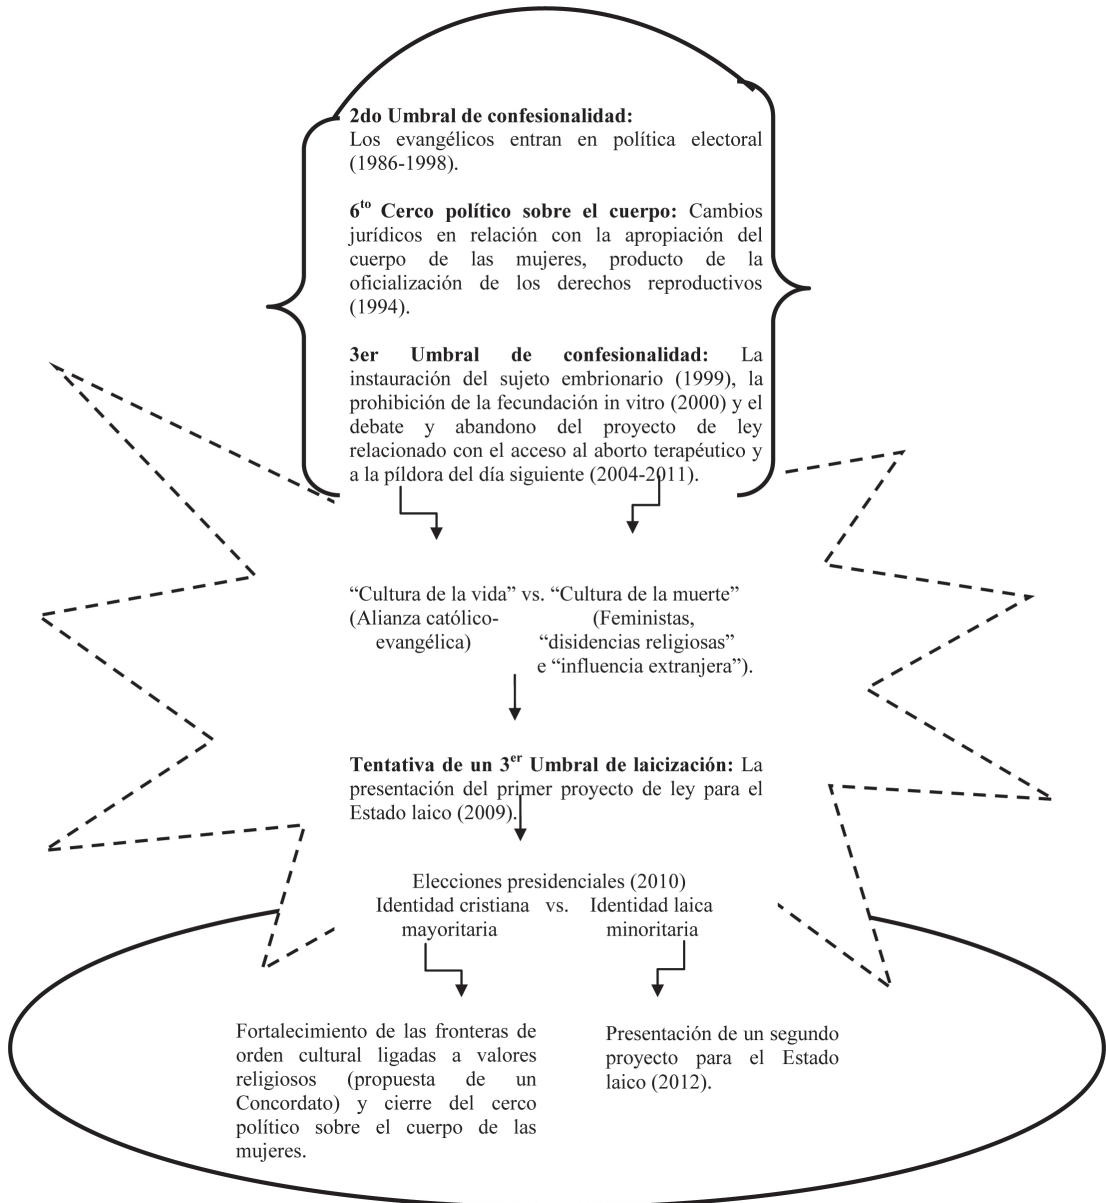 2do Umbral de confesionalidad:
Los evangélicos entran en política electoral
(1986-1998).
6to Cerco político sobre el cuerpo: Cambios
jurídicos en relación con la apropiación del
cuerpo de las mujeres, producto de la
oficialización de los derechos reproductivos
(1994).
3er Umbral de confesionalidad: La
instauración del sujeto embrionario (1999), la
prohibición de la fecundación in vitro (2000) y el
debate y abandono del proyecto de ley
relacionado con el acceso al aborto terapéutico y
a la píldora del día siguiente (2004-2011).
“Cultura de la vida” vs. “Cultura de la muerte”
(Alianza católico- (Feministas,
evangélica) “disidencias religiosas”
e “influencia extranjera”).
Tentativa de un 3er Umbral de laicización: La
presentación del primer proyecto de ley para el
Estado laico (2009).
Elecciones presidenciales (2010)
Identidad cristiana vs. Identidad laica
mayoritaria minoritaria
Fortalecimiento de las fronteras de
orden cultural ligadas a valores
religiosos (propuesta de un
Concordato) y cierre del cerco
político sobre el cuerpo de las
mujeres.
Presentación de un segundo
proyecto para el Estado
laico (2012).